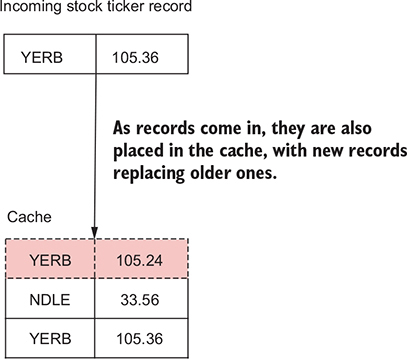 Incoming stock ticker record
YERB 105.36
As records come in, they are also
placed in the cache, with new records
replacing older ones.
Cache
YERB 105.24
NDLE 33.56
YERB 105.36